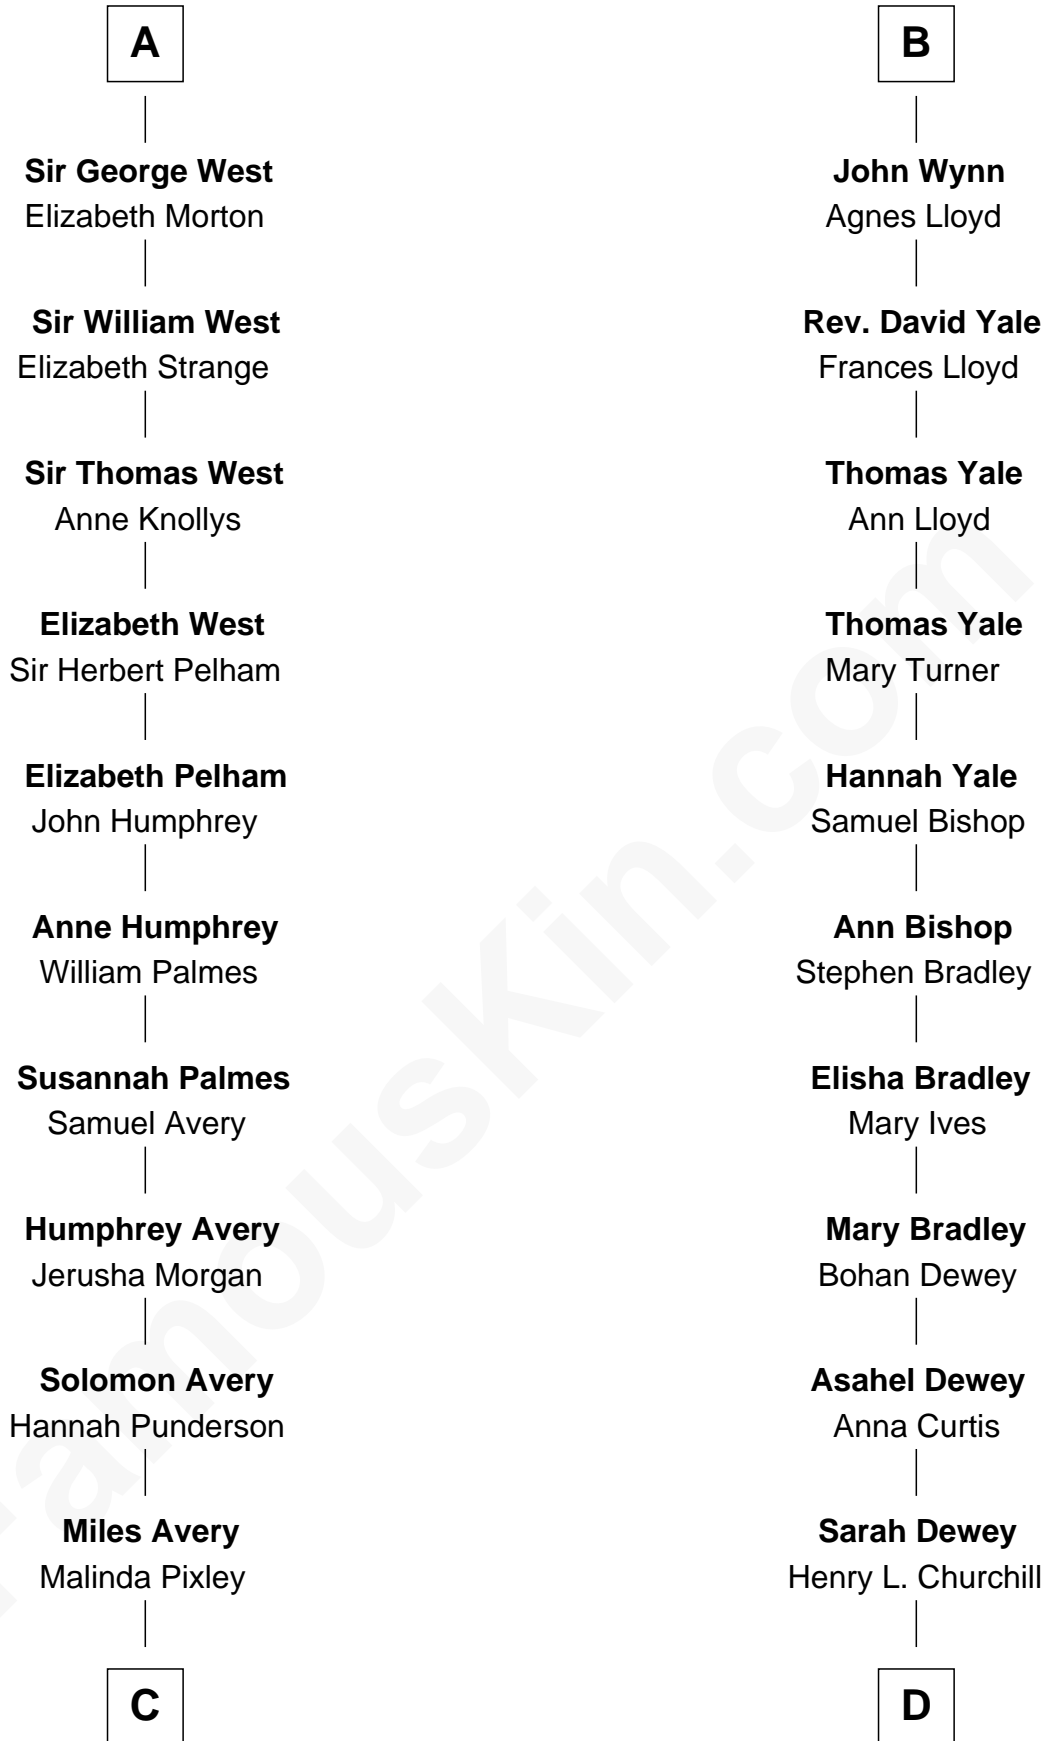 A
Sir George West
Elizabeth Morton
Sir William West
Elizabeth Strange
Sir Thomas West
Anne Knollys
Elizabeth West
Sir Herbert Pelham
Elizabeth Pelham
John Humphrey
Anne Humphrey
William Palmes
Susannah Palmes
Samuel Avery
Humphrey Avery
Jerusha Morgan
Solomon Avery
Hannah Punderson
Miles Avery
Malinda Pixley
C
B
John Wynn
Agnes Lloyd
Rev. David Yale
Frances Lloyd
Thomas Yale
Ann Lloyd
Thomas Yale
Mary Turner
Hannah Yale
Samuel Bishop
Ann Bishop
Stephen Bradley
Elisha Bradley
Mary Ives
Mary Bradley
Bohan Dewey
Asahel Dewey
Anna Curtis
Sarah Dewey
Henry L. Churchill
D
FamousKin.com